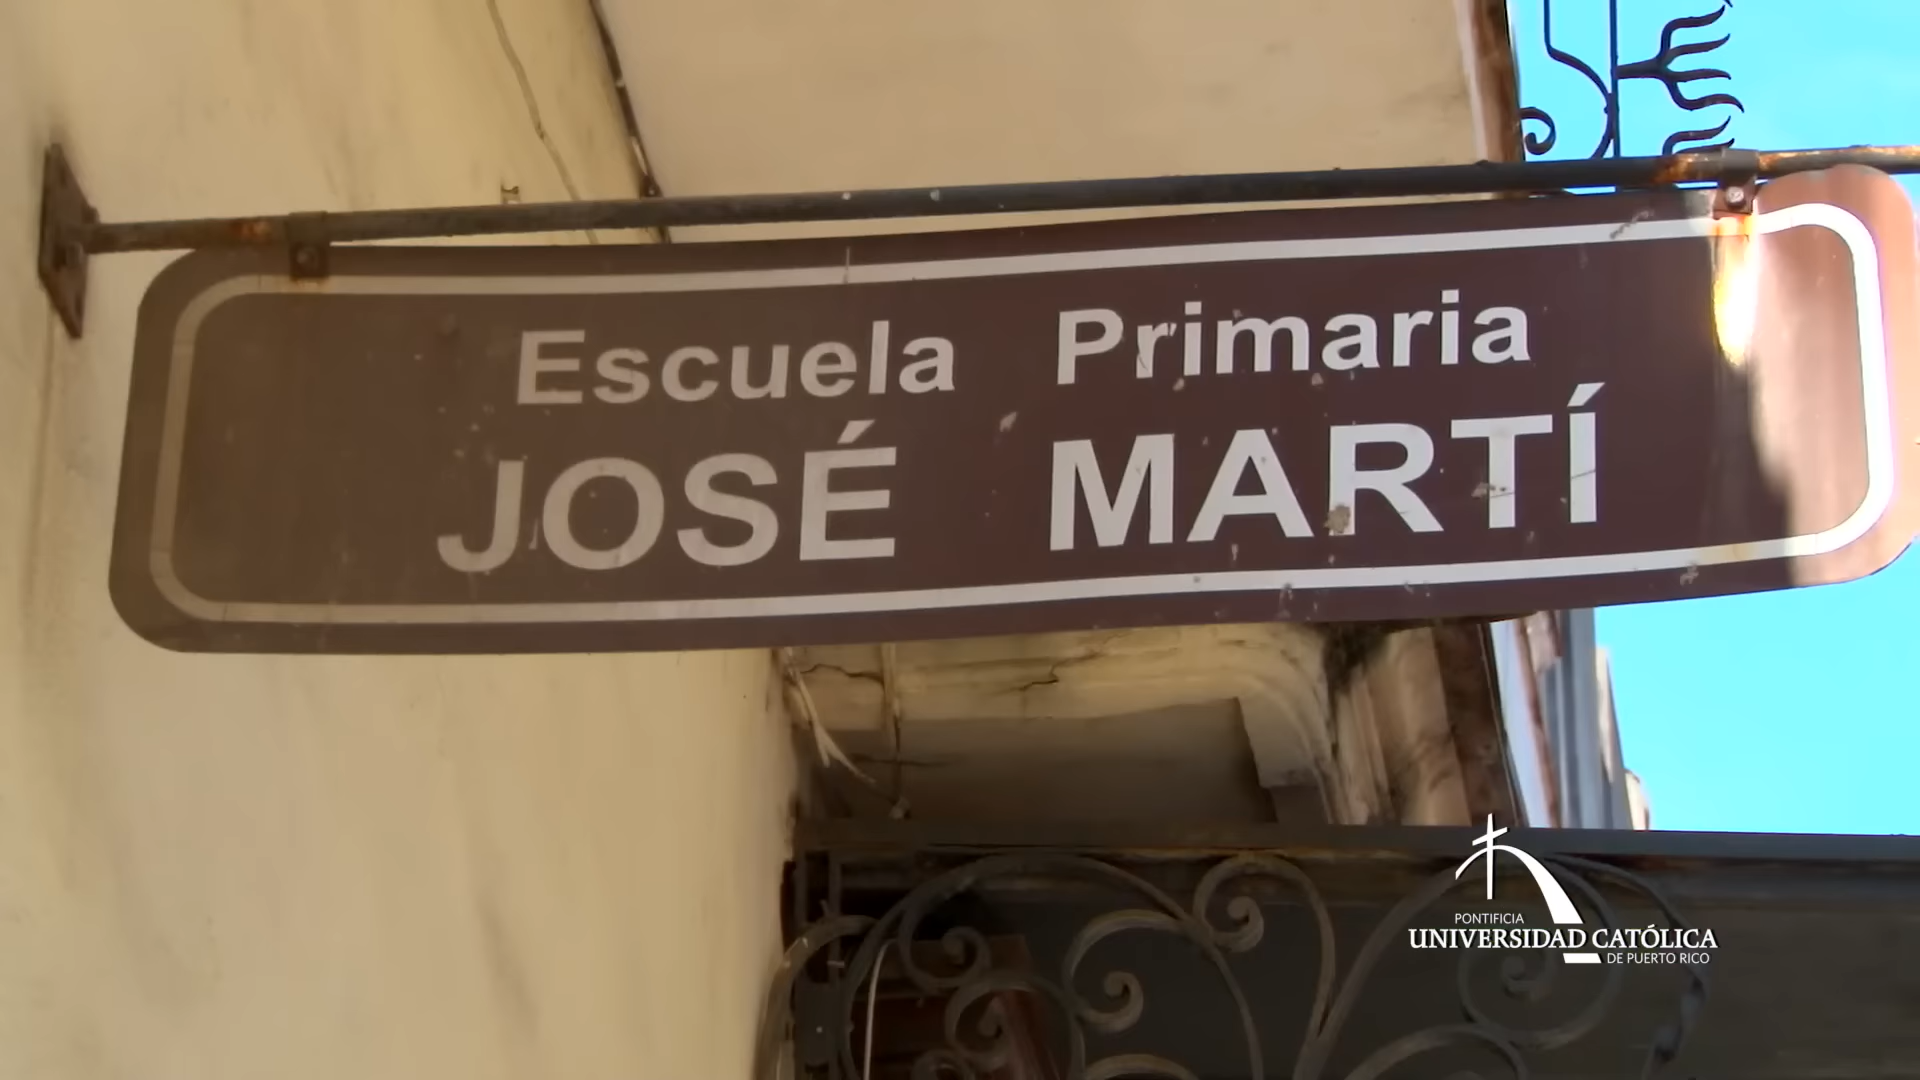 Escuela Primaria
JOSÉ MARTÍ
PONTIFICIA
UNIVERSIDAD CATÓLICA
DE PUERTO RICO